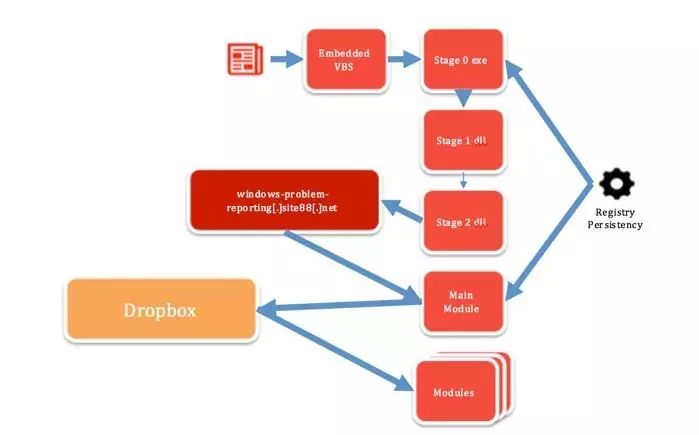 Embedded
VBS
Stage 0 exe
Stage 1 dll
windows-problem-
reporting[.]site88[.]net
Stage 2 dll
Registry
Persistency
Main
Module
Dropbox
Modules